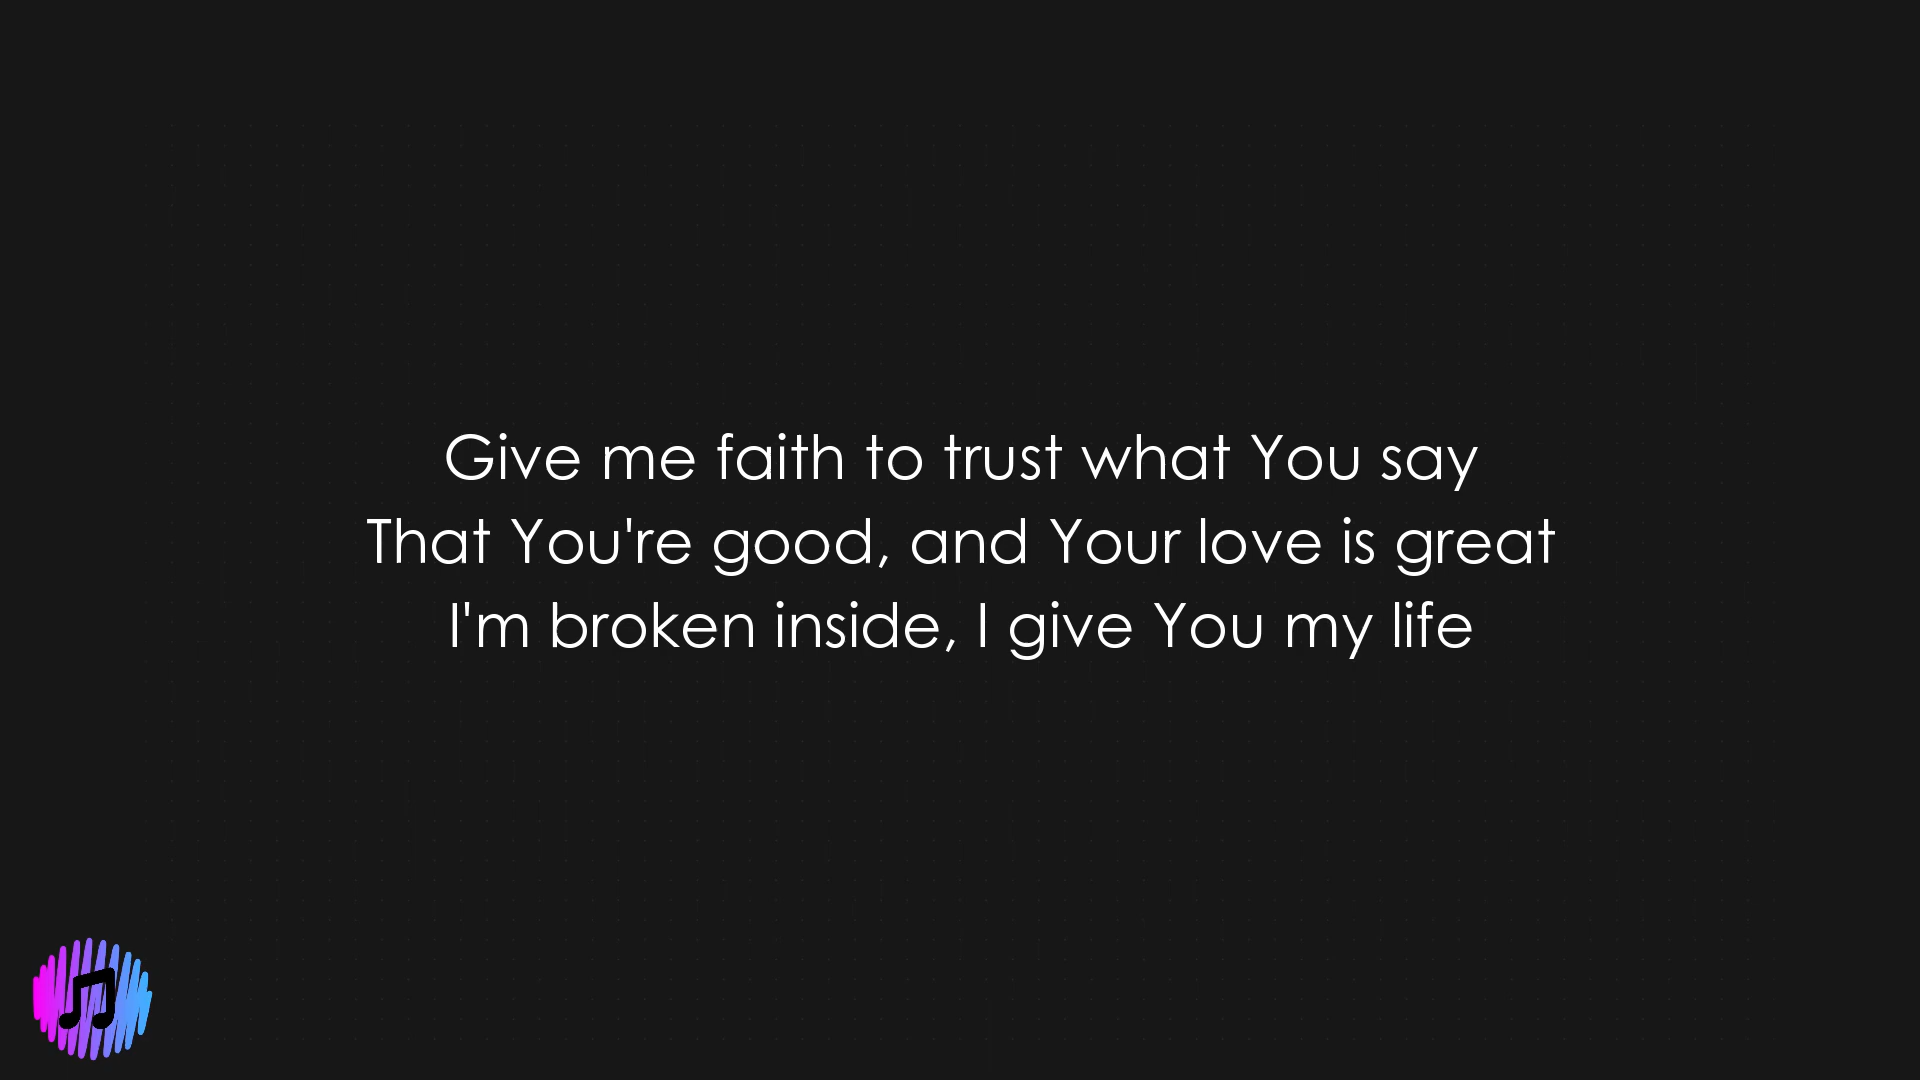 Give me faith to trust what You say
That You're good, and Your love is great
I'm broken inside, I give You my life